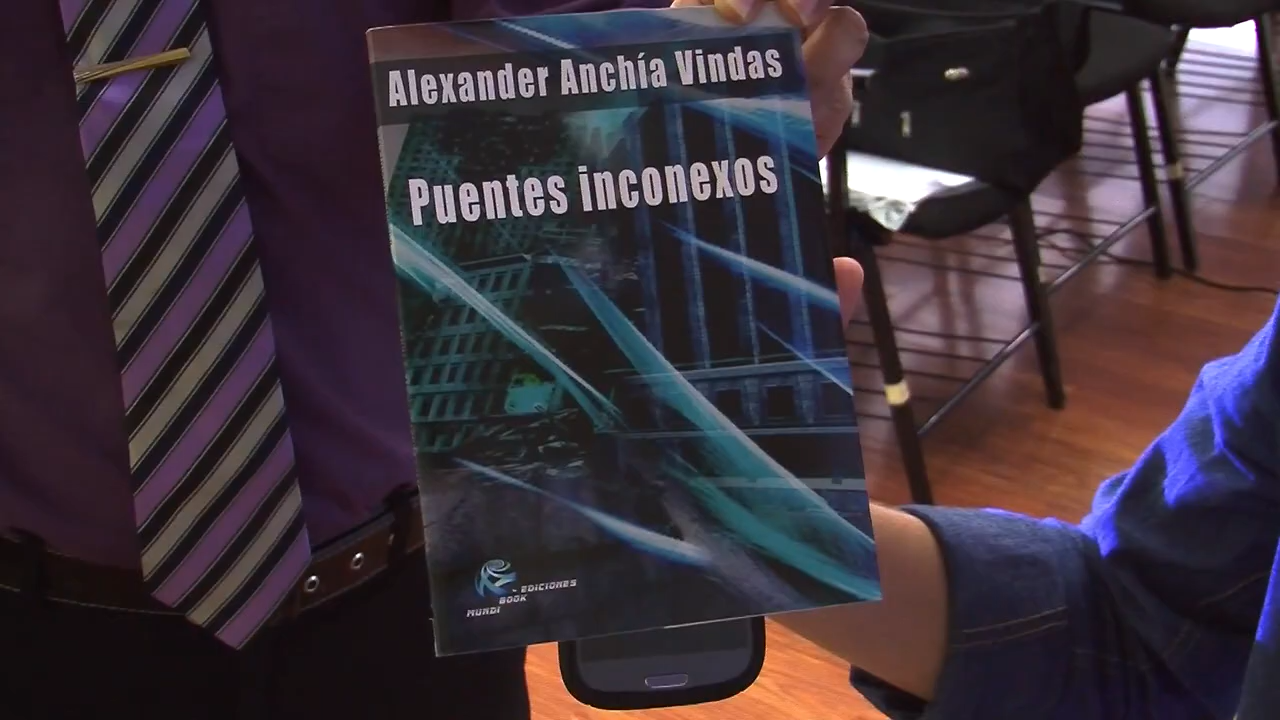 Alexander Anchía Vindas
Puentes inconexos
EDICIONES
BOOK
MUNDI